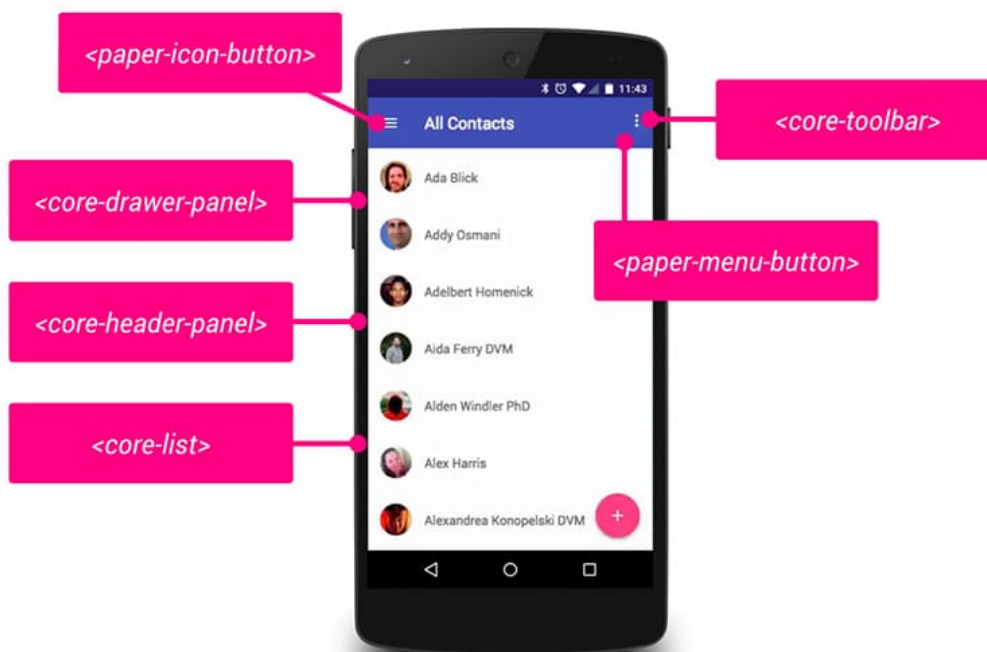 <paper-icon-button>
11:43
All Contacts
<core-toolbar>
Ada Blick
<core-drawer-panel>
Addy Osmani
<paper-menu-button>
Adelbert Homenick
<core-header-panel>
Aida Ferry DVM
Alden Windler PhD
<core-list>
Alex Harris
Alexandrea Konopelski DVM
+